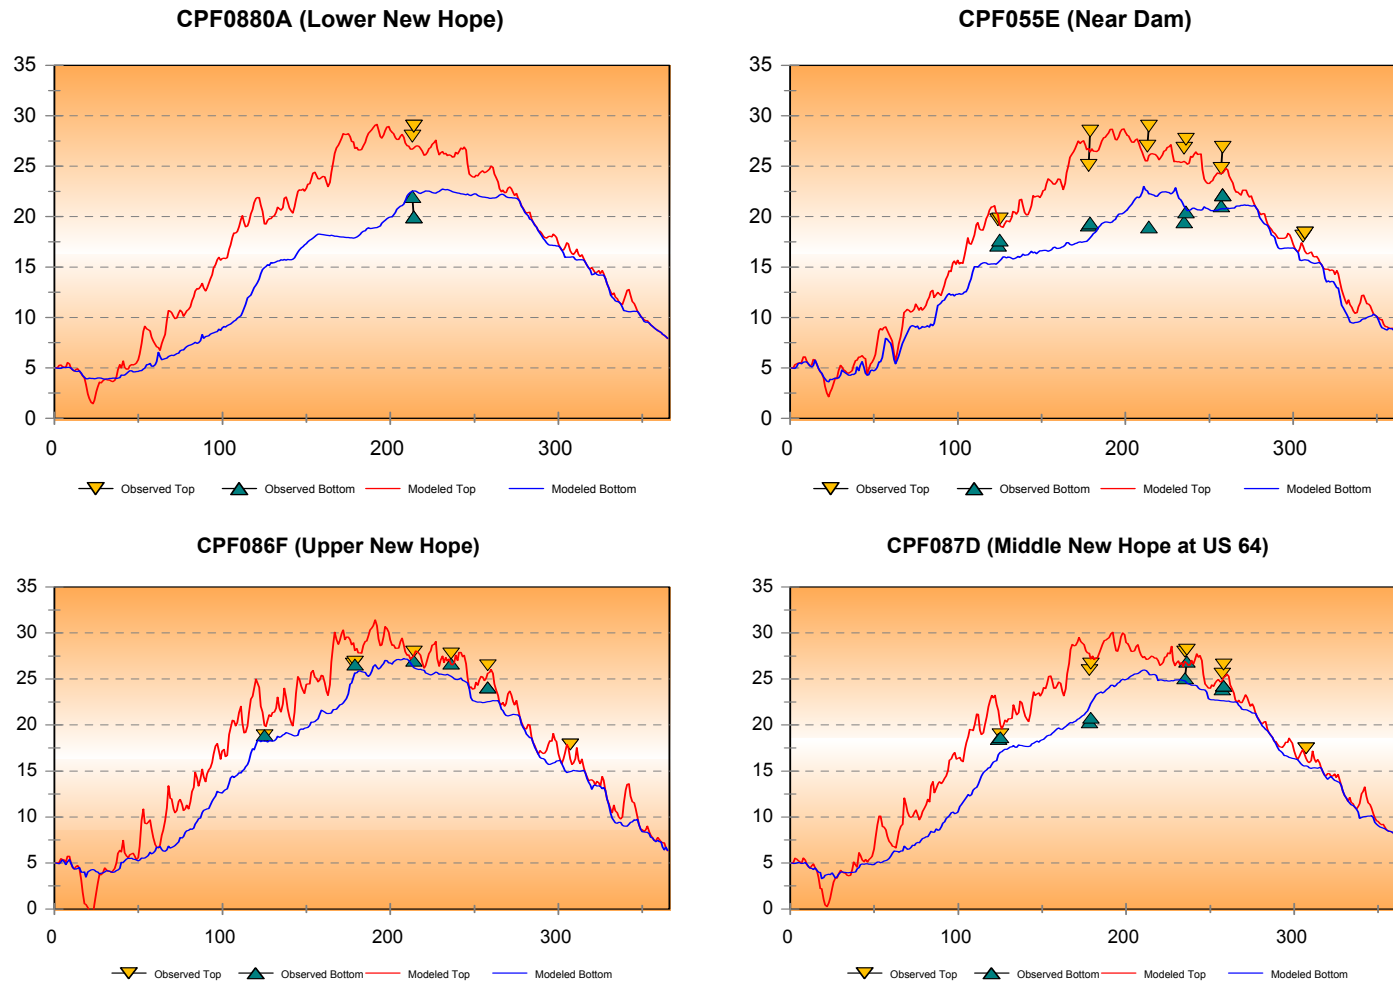 CPF0880A (Lower New Hope)
35
30
25
20
15
10
5
0
0 100 200 300
Observed Top Observed Bottom Modeled Top Modeled Bottom
CPF055E (Near Dam)
35
30
25
20
15
10
5
0
0 100 200 300
Observed Top Observed Bottom Modeled Top Modeled Bottom
CPF086F (Upper New Hope)
35
30
25
20
15
10
5
0
0 100 200 300
Observed Top Observed Bottom Modeled Top Modeled Bottom
CPF087D (Middle New Hope at US 64)
35
30
25
20
15
10
5
0
0 100 200 300
Observed Top Observed Bottom Modeled Top Modeled Bottom